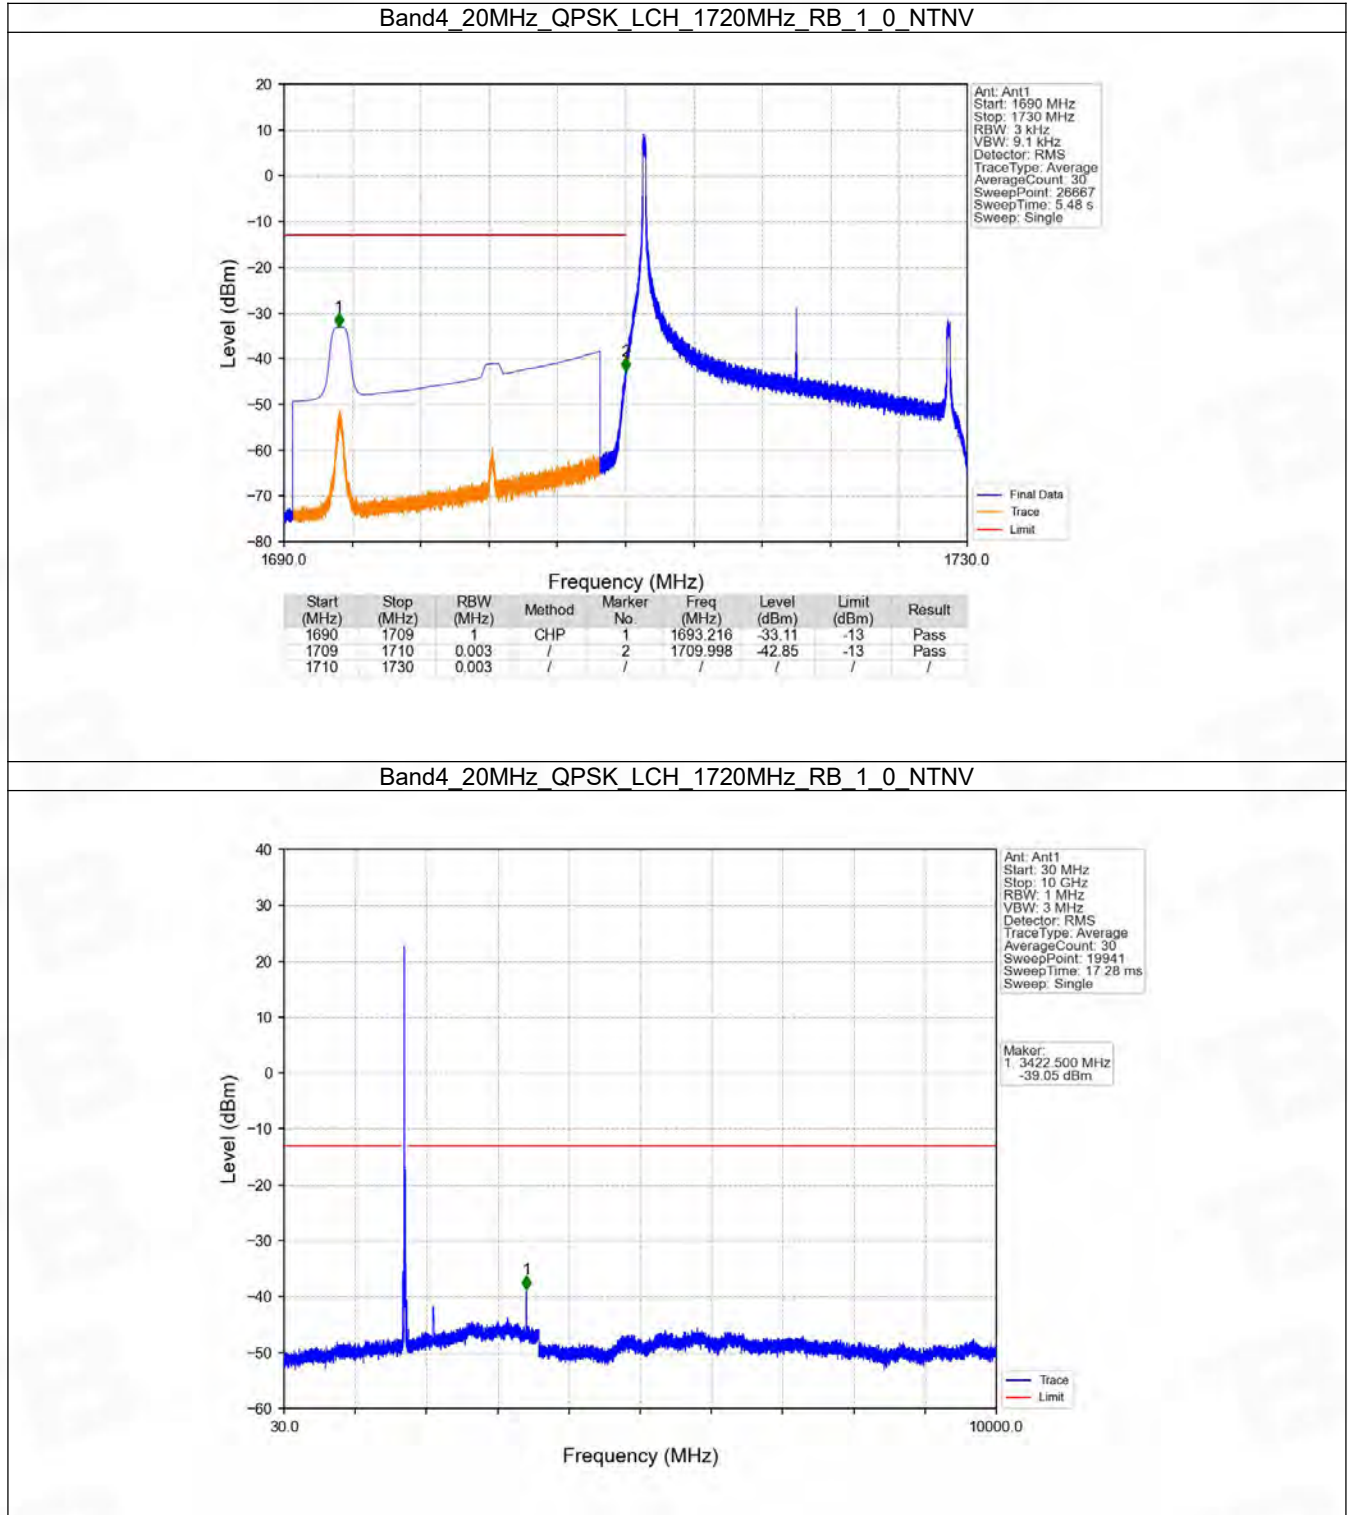 Band4_20MHz_QPSK_LCH_1720MHz_RB_1_0_NTNV
20
10
0
−10
−20
−30
−40
−50
−60
−70
−80
Level (dBm)
1
2
1690.0
1730.0
Frequency (MHz)
Ant: Ant1
Start: 1690 MHz
Stop: 1730 MHz
RBW: 3 kHz
VBW: 9.1 kHz
Detector: RMS
TraceType: Average
AverageCount: 30
SweepPoint: 26667
SweepTime: 5.48 s
Sweep: Single
Final Data
Trace
Limit
Start (MHz) Stop (MHz) RBW (MHz) Method Marker No Freq (MHz) Level (dBm) Limit (dBm) Result
1690 1709 1 CHP 1 1693.216 -33.11 -13 Pass
1709 1710 0.003 / 2 1709.998 -42.85 -13 Pass
1710 1730 0.003 / / / / / /
Band4_20MHz_QPSK_LCH_1720MHz_RB_1_0_NTNV
40
30
20
10
0
−10
−20
−30
−40
−50
−60
Level (dBm)
1
30.0
10000.0
Frequency (MHz)
Ant: Ant1
Start: 30 MHz
Stop: 10 GHz
RBW: 1 MHz
VBW: 3 MHz
Detector: RMS
TraceType: Average
AverageCount: 30
SweepPoint: 19941
SweepTime: 17.28 ms
Sweep: Single
Maker:
1. 3422.500 MHz
-39.05 dBm
Trace
Limit